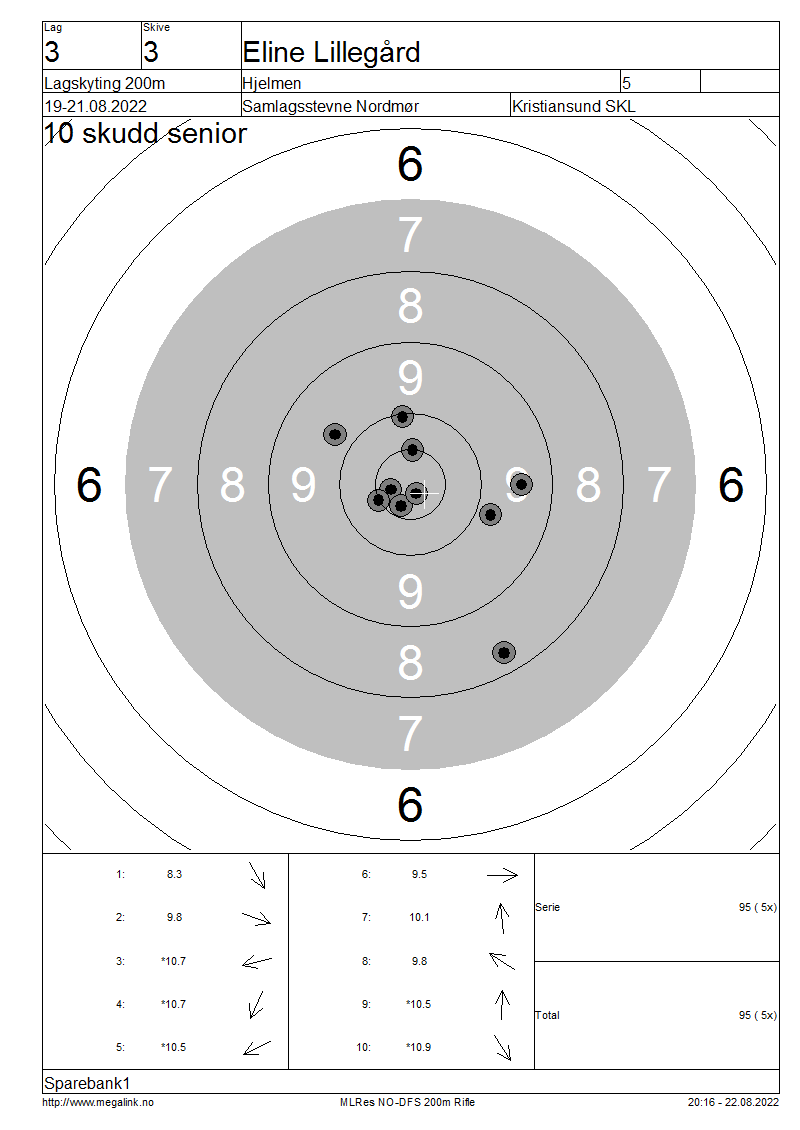 Lag Skive
3 3 Eline Lillegård
Lagskyting 200m Hjelmen 5
19-21.08.2022 Samlagsstevne Nordmør Kristiansund SKL
10 skudd senior
6
7
8
9
6 7 8 9 9 8 7 6
9
8
7
6
1: 8.3 6: 9.5
2: 9.8 7: 10.1
Serie 95 ( 5x)
3: *10.7 8: 9.8
4: *10.7 9: *10.5
Total 95 ( 5x)
5: *10.5 10: *10.9
Sparebank1
http://www.megalink.no MLRes NO-DFS 200m Rifle 20:16 - 22.08.2022